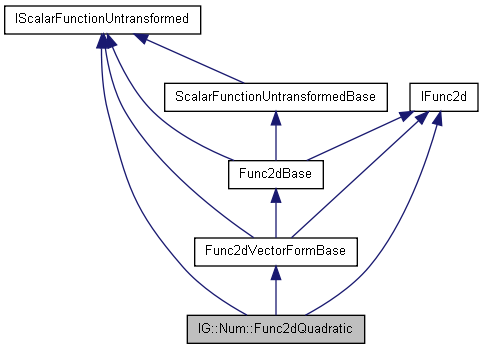 IScalarFunctionUntransformed
ScalarFunctionUntransformedBase
IFunc2d
Func2dBase
Func2dVectorFormBase
IG::Num::Func2dQuadratic